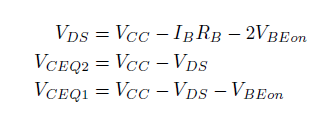 V_{DS} = V_{CC} − I_B R_B − 2V_{BEon}
V_{CEQ2} = V_{CC} − V_{DS}
V_{CEQ1} = V_{CC} − V_{DS} − V_{BEon}